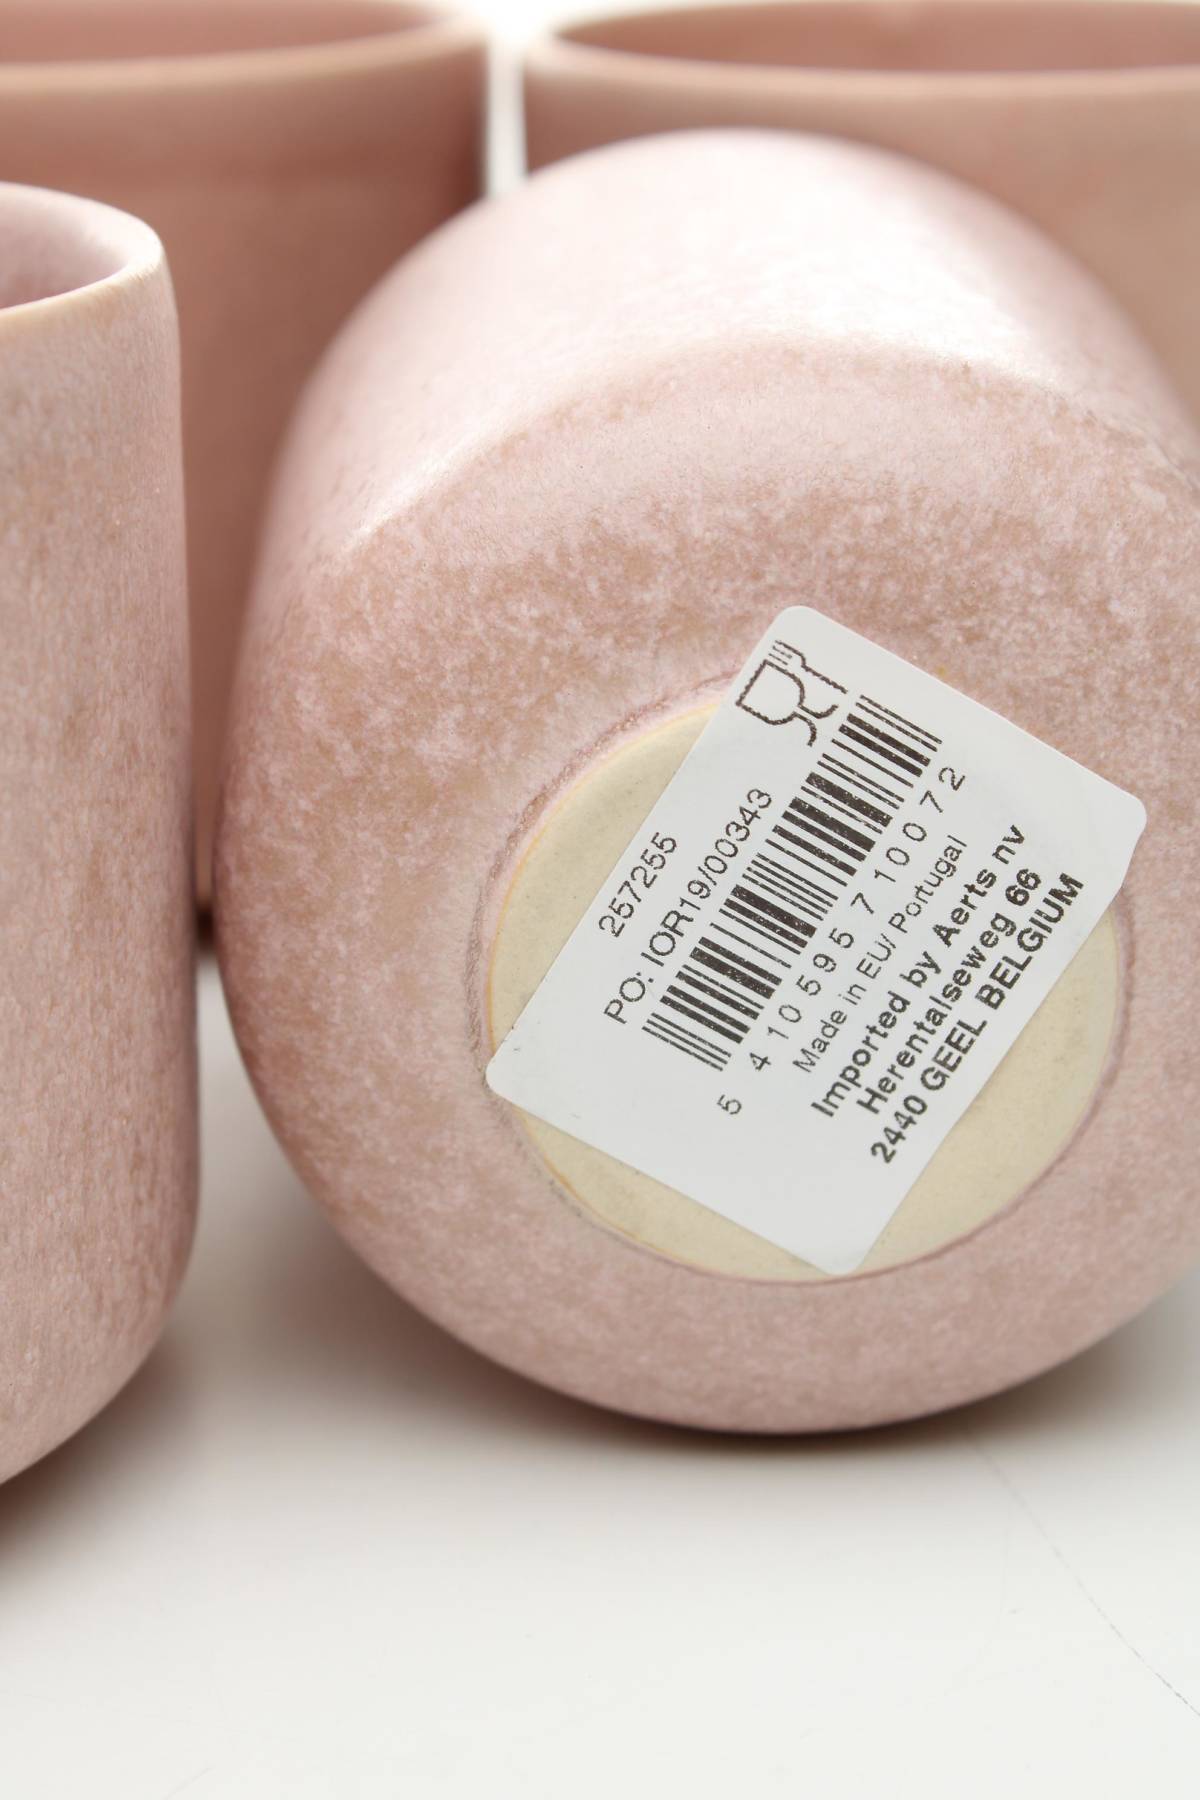 257255
PO: IOR19/00343
5 410595 710072
Made in EU/ Portugal
Imported by Aerts nv
Herentalseweg 66
2440 GEEL BELGIUM